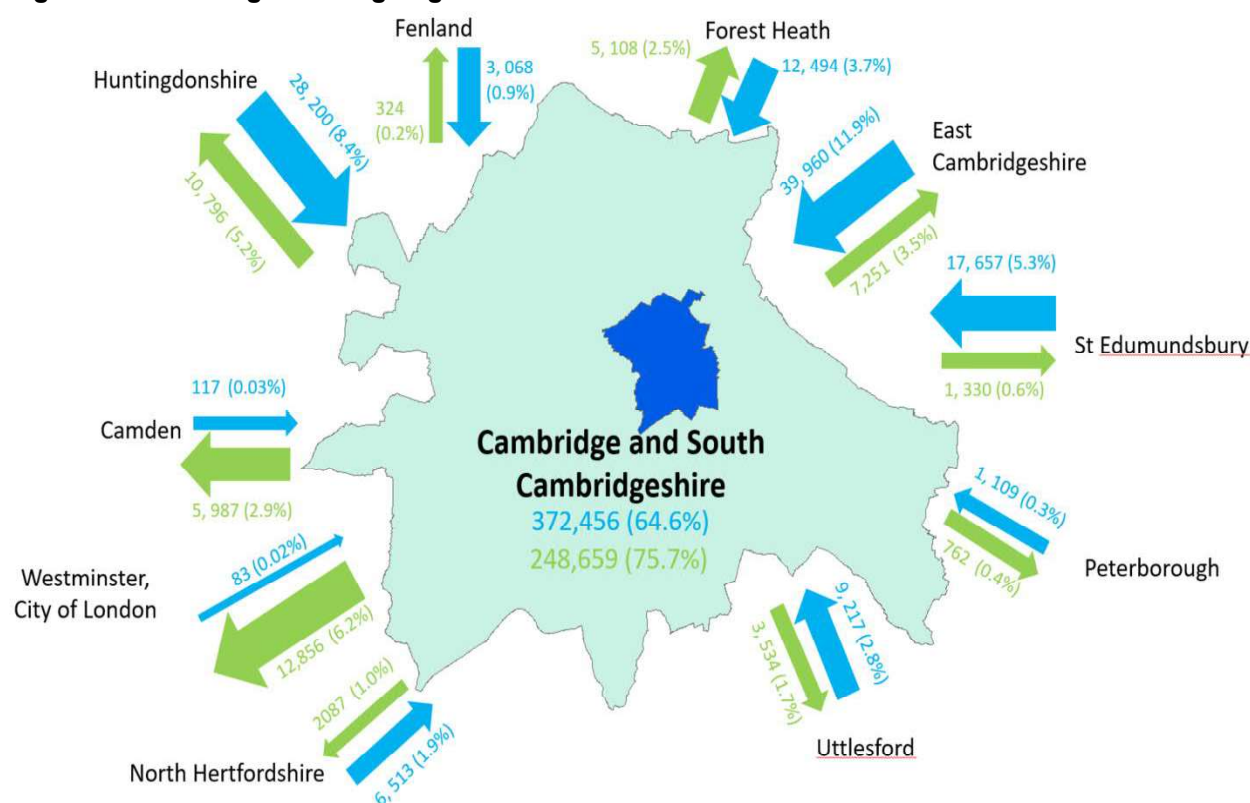 Fenland
Forest Heath
5, 108 (2.5%)
12, 494 (3.7%)
Huntingdonshire
28, 200 (8.4%)
3, 068
(0.9%)
324
(0.2%)
10, 796 (5.2%)
39, 960 (11.9%)
East
Cambridgeshire
7,251 (3.5%)
17, 657 (5.3%)
St Edumundsbury
1, 330 (0.6%)
117 (0.03%)
Camden
5, 987 (2.9%)
Cambridge and South
Cambridgeshire
372,456 (64.6%)
248,659 (75.7%)
1, 109 (0.3%)
762 (0.4%)
Peterborough
83 (0.02%)
Westminster,
City of London
12,856 (6.2%)
9, 217 (2.8%)
3, 534 (1.7%)
Uttlesford
2087 (1.0%)
6, 513 (1.9%)
North Hertfordshire